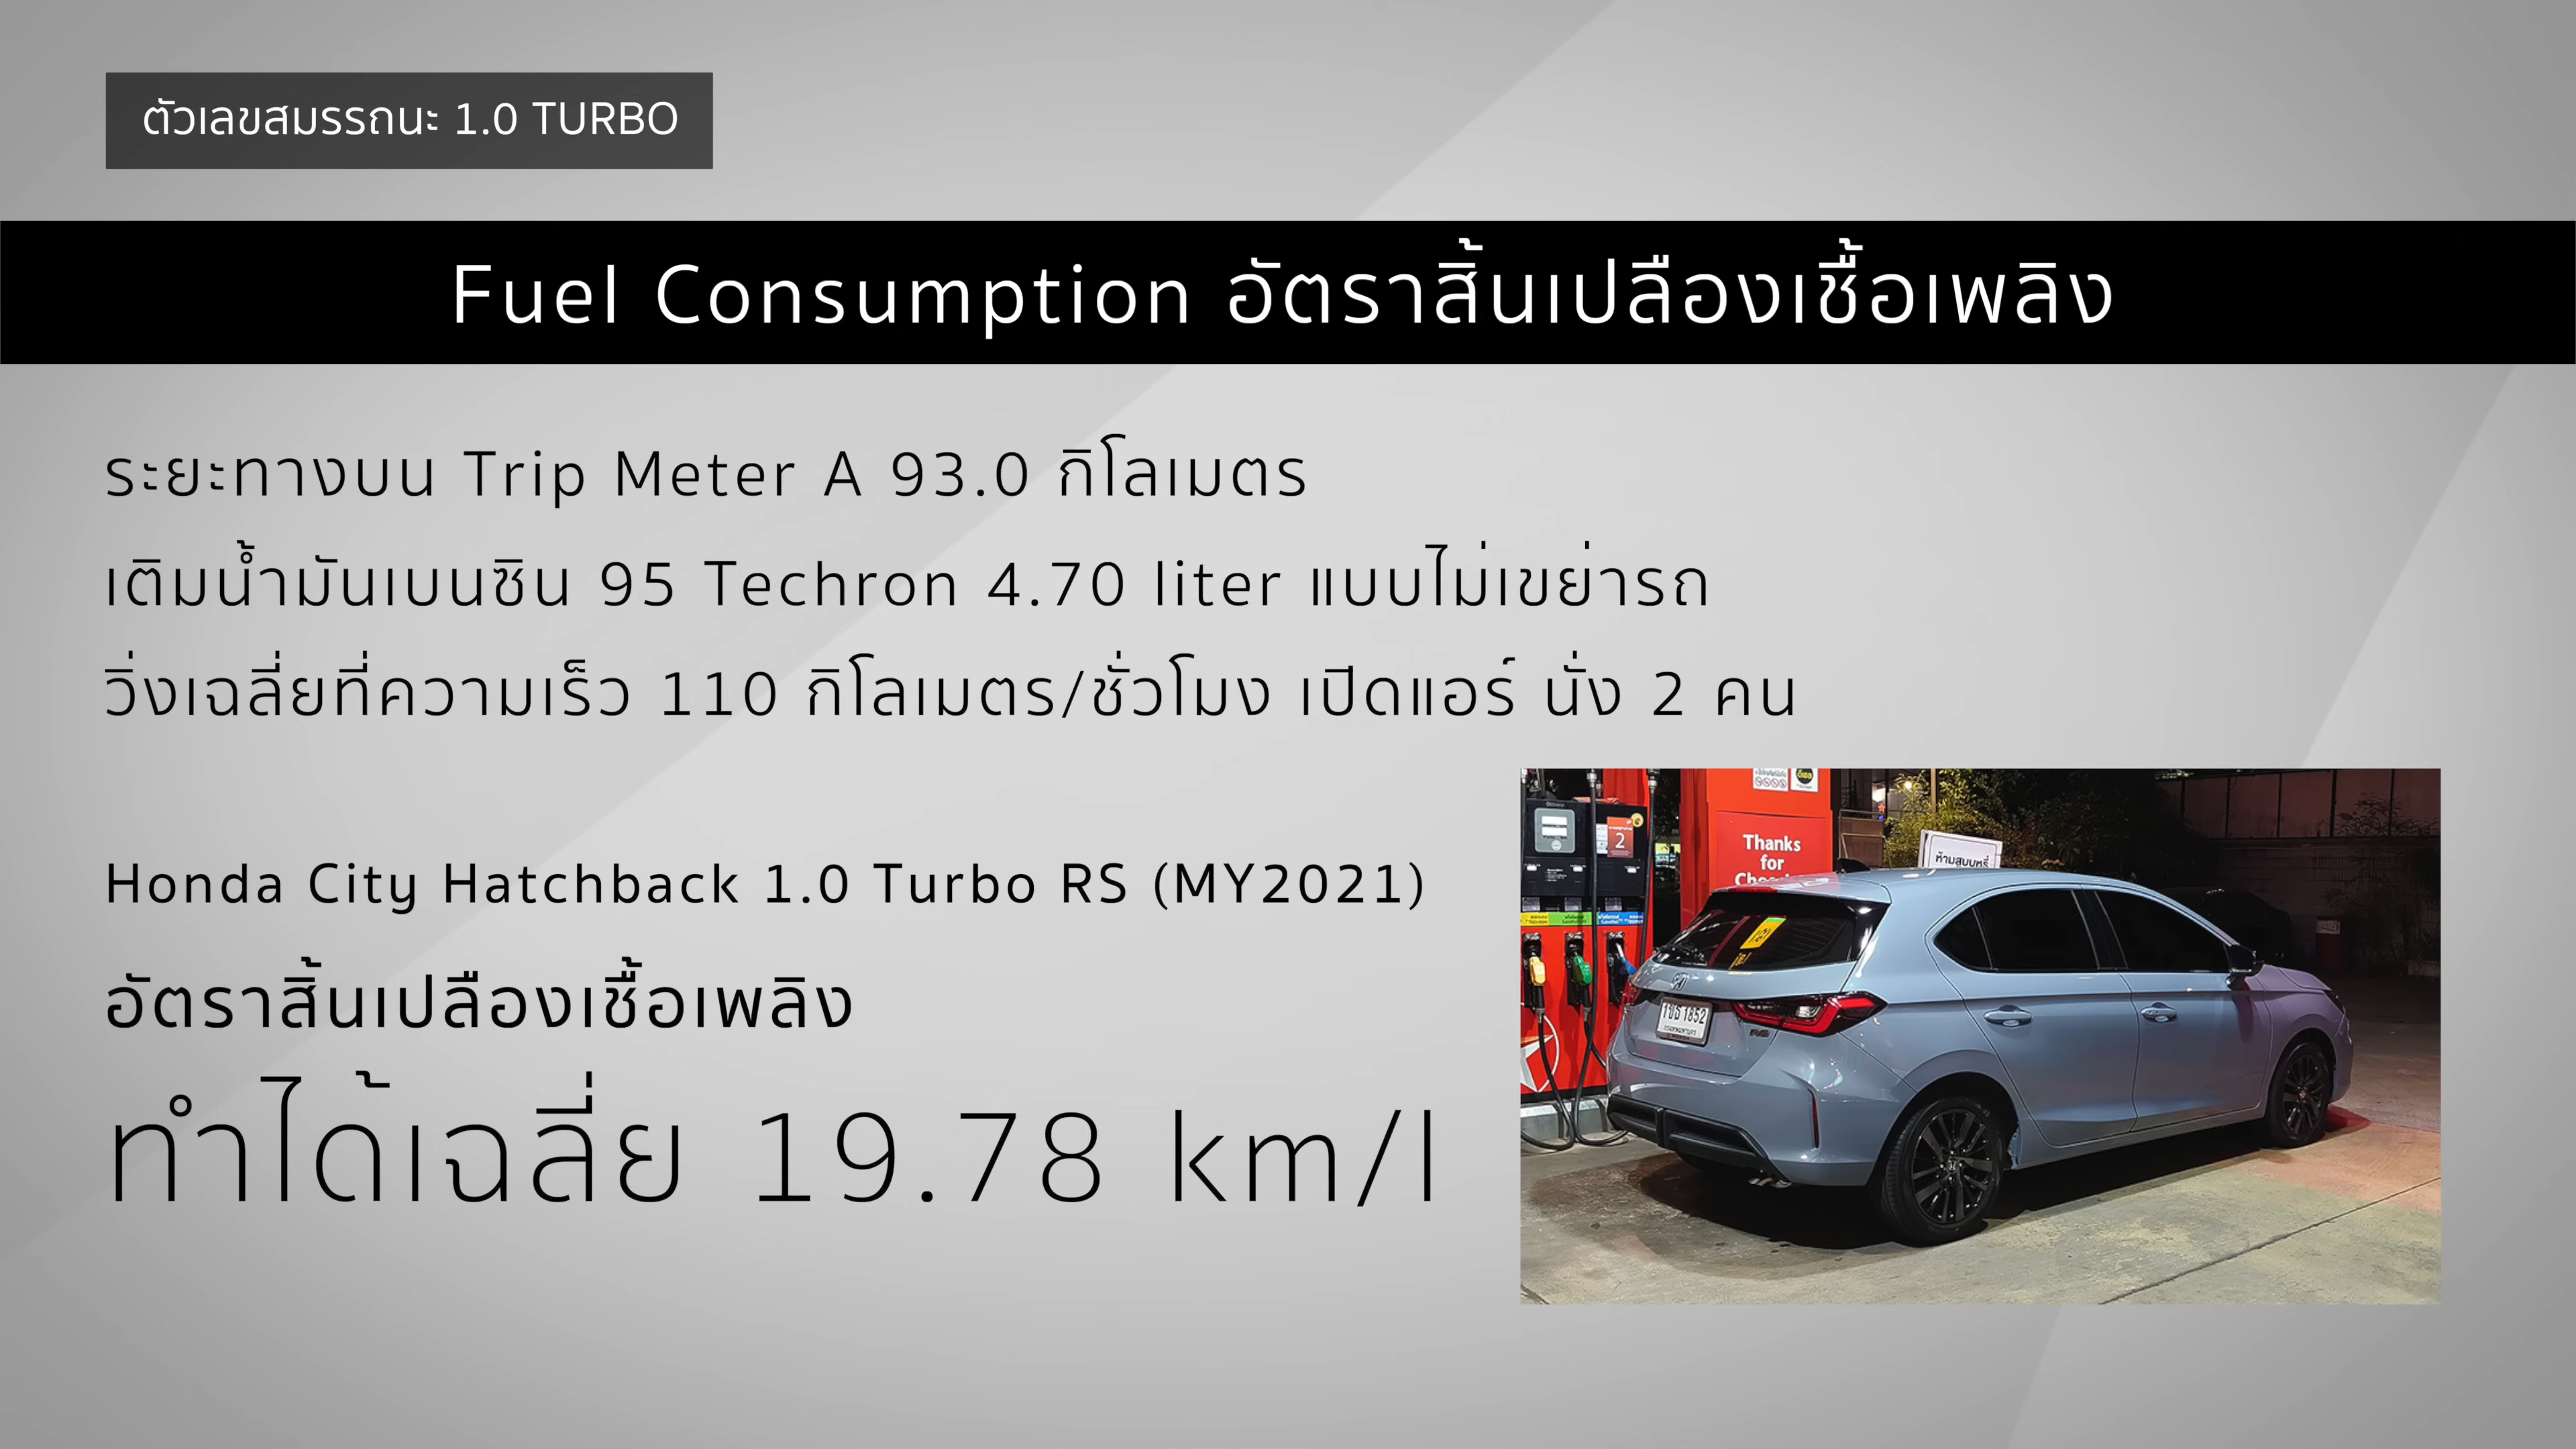 ตัวเลขสมรรถนะ 1.0 TURBO
Fuel Consumption อัตราสิ้นเปลืองเชื้อเพลิง
ระยะทางบน Trip Meter A 93.0 กิโลเมตร
เติมน้ำมันเบนซิน 95 Techron 4.70 liter แบบไม่เขย่ารถ
วิ่งเฉลี่ยที่ความเร็ว 110 กิโลเมตร/ชั่วโมง เปิดแอร์ นั่ง 2 คน
Honda City Hatchback 1.0 Turbo RS (MY2021)
อัตราสิ้นเปลืองเชื้อเพลิง
ทำได้เฉลี่ย 19.78 km/l
2
Thanks
for
ห้ามสูบบุหรี่
1852